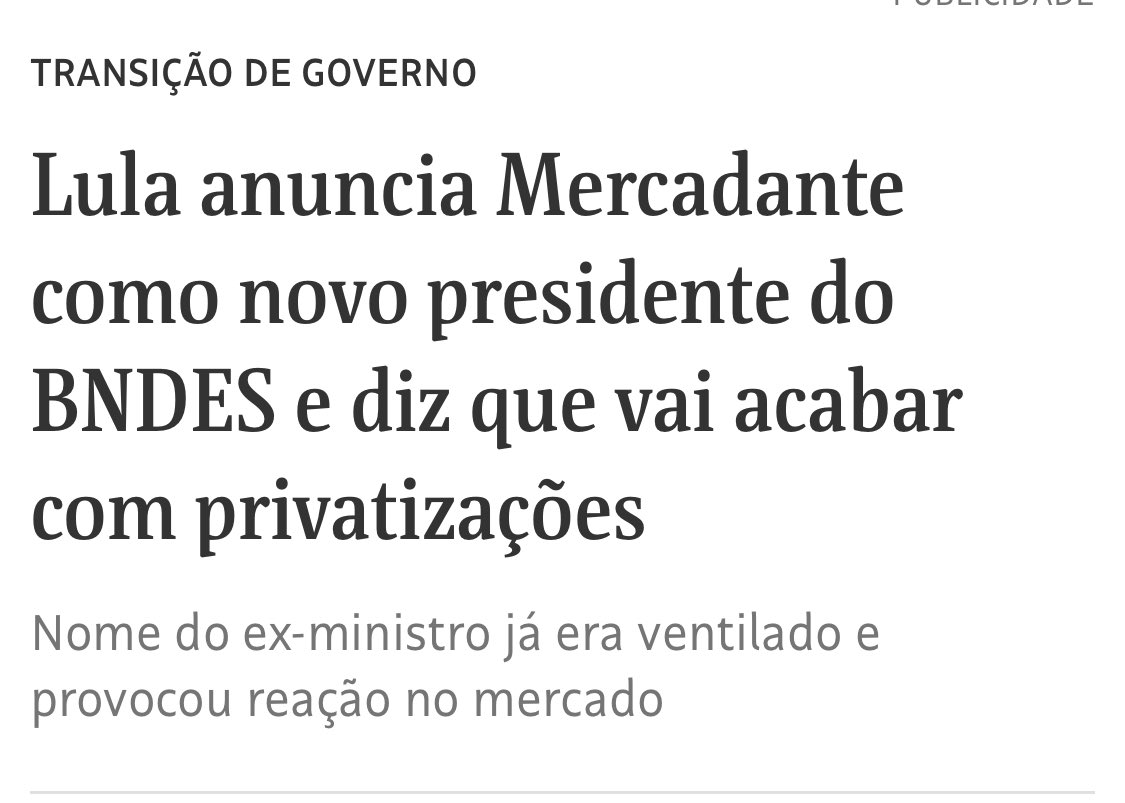 PUBLICIDADE
TRANSIÇÃO DE GOVERNO
Lula anuncia Mercadante
como novo presidente do
BNDES e diz que vai acabar
com privatizações
Nome do ex-ministro já era ventilado e
provocou reação no mercado